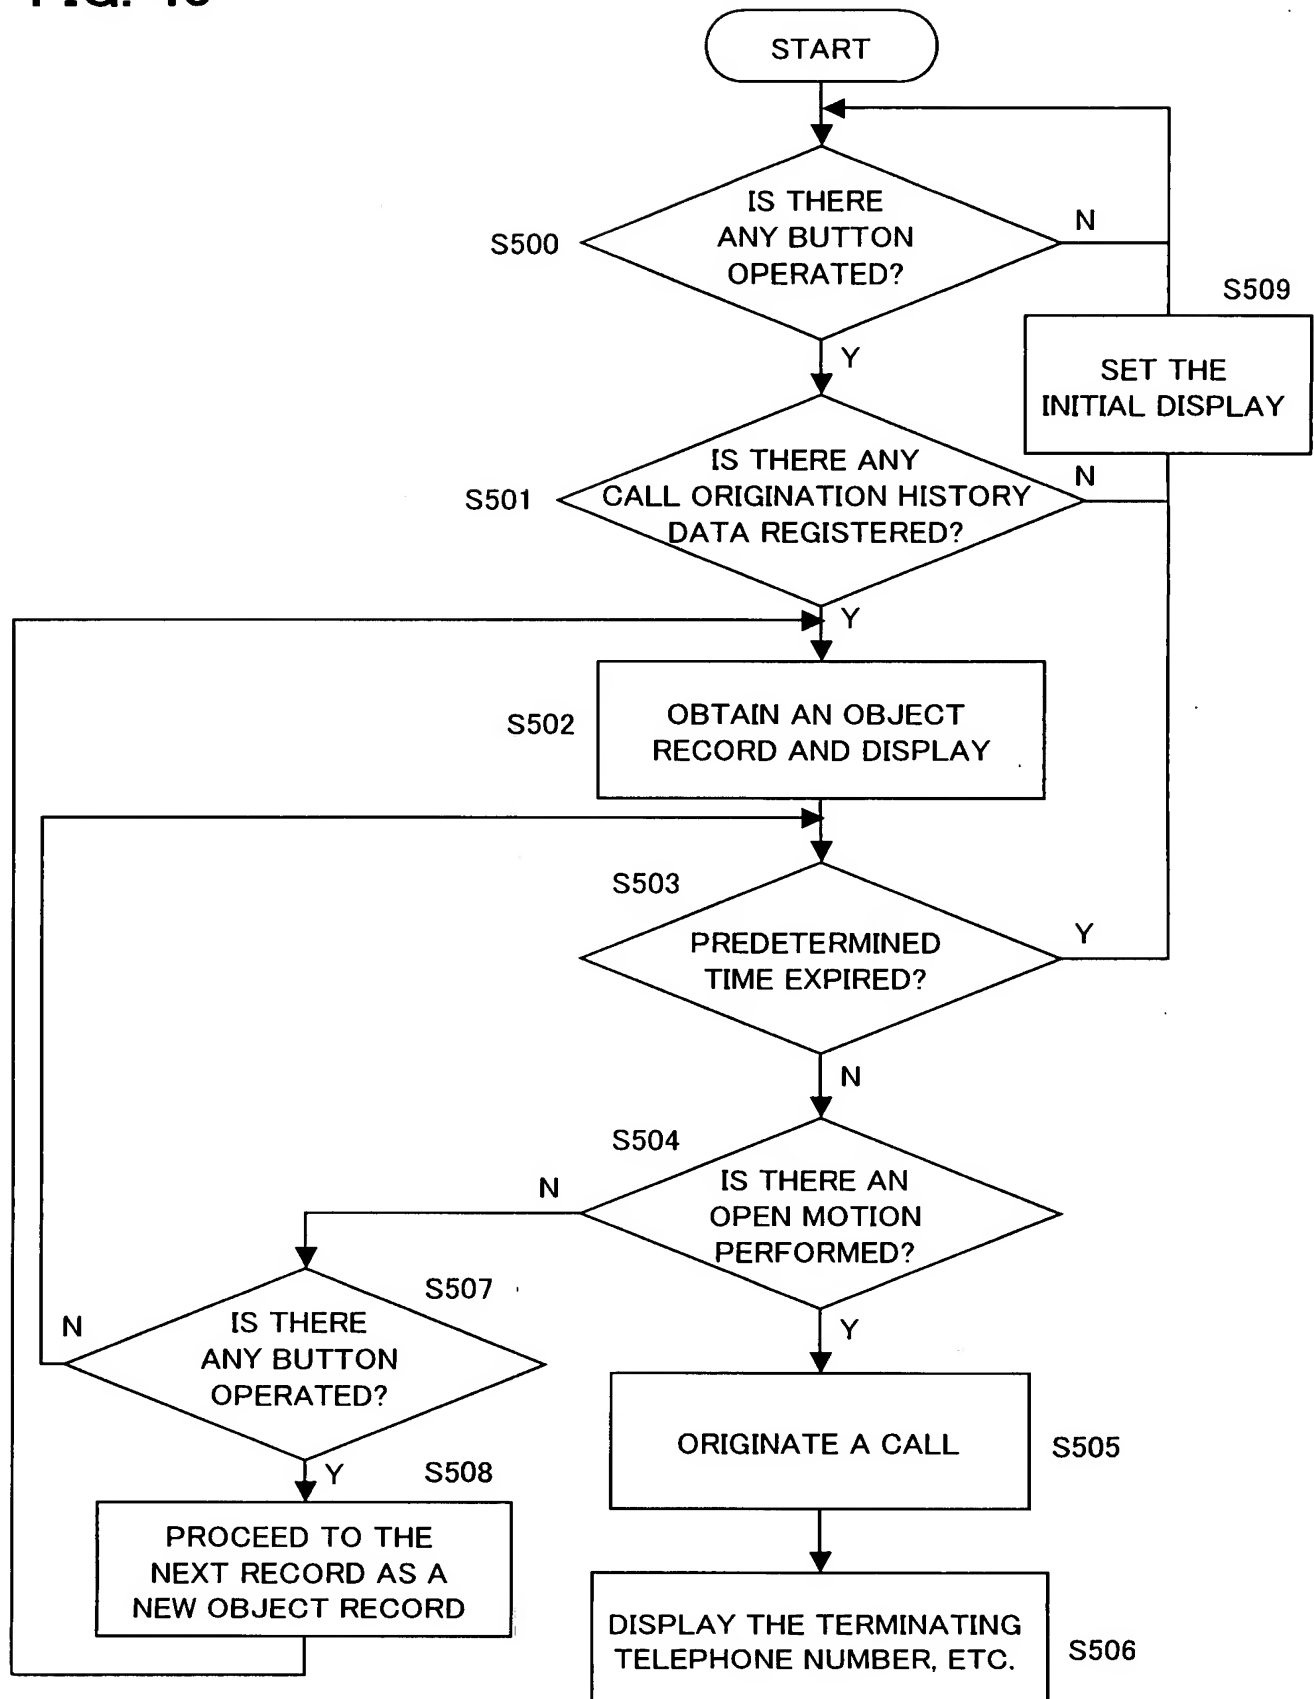 START
IS THERE
ANY BUTTON
OPERATED?
S500
N
Y
S509
SET THE
INITIAL DISPLAY
IS THERE ANY
CALL ORIGINATION HISTORY
DATA REGISTERED?
S501
N
Y
S502
OBTAIN AN OBJECT
RECORD AND DISPLAY
S503
PREDETERMINED
TIME EXPIRED?
Y
N
S504
IS THERE AN
OPEN MOTION
PERFORMED?
N
Y
S507
IS THERE
ANY BUTTON
OPERATED?
N
Y
S508
PROCEED TO THE
NEXT RECORD AS A
NEW OBJECT RECORD
ORIGINATE A CALL
S505
DISPLAY THE TERMINATING
TELEPHONE NUMBER, ETC.
S506